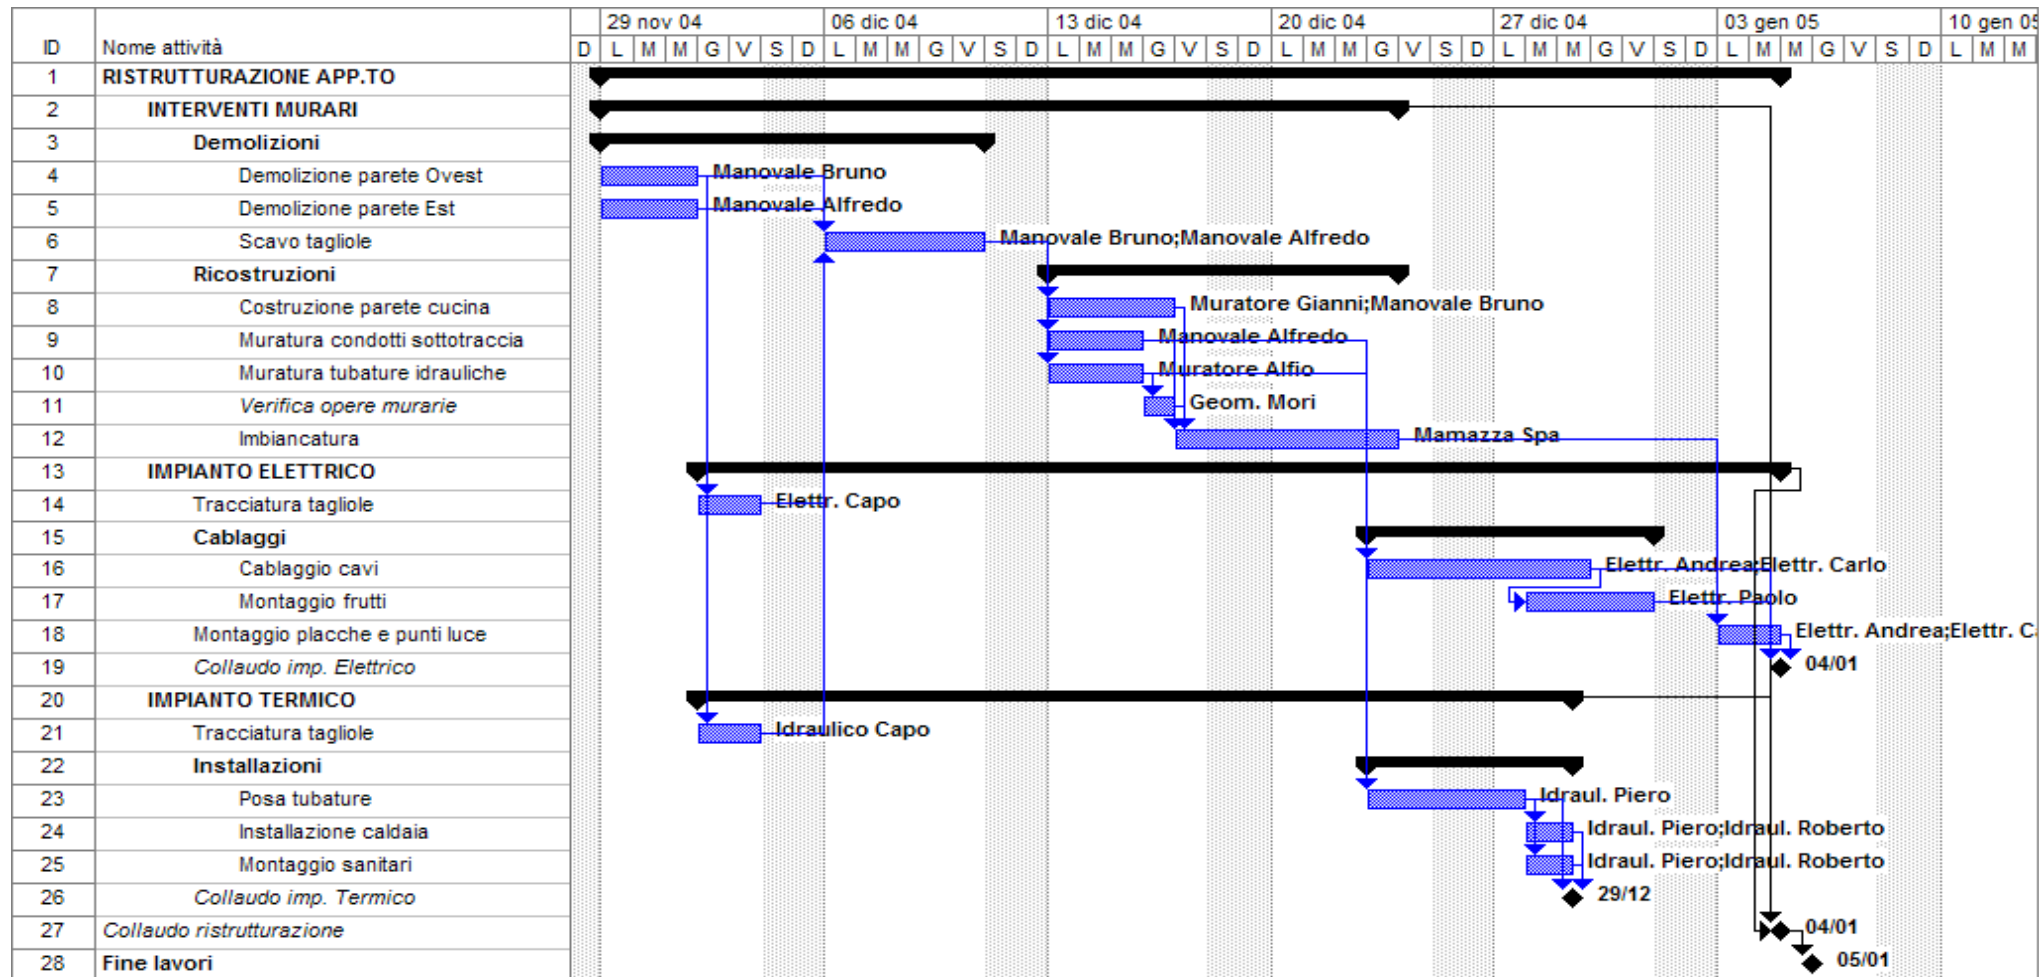 29 nov 04 06 dic 04 13 dic 04 20 dic 04 27 dic 04 03 gen 05 10 gen 05
ID Nome attività D L M M G V S D L M M G V S D L M M G V S D L M M G V S D L M M G V S D L M M G V S D L M M
1 RISTRUTTURAZIONE APP.TO
2 INTERVENTI MURARI
3 Demolizioni
4 Demolizione parete Ovest Manovale Bruno
5 Demolizione parete Est Manovale Alfredo
6 Scavo tagliole Manovale Bruno;Manovale Alfredo
7 Ricostruzioni
8 Costruzione parete cucina Muratore Gianni;Manovale Bruno
9 Muratura condotti sottotraccia Manovale Alfredo
10 Muratura tubature idrauliche Muratore Alfio
11 Verifica opere murarie Geom. Mori
12 Imbiancatura Mamazza Spa
13 IMPIANTO ELETTRICO
14 Tracciatura tagliole Elettr. Capo
15 Cablaggi
16 Cablaggio cavi Elettr. Andrea;Elettr. Carlo
17 Montaggio frutti Elettr. Paolo
18 Montaggio placche e punti luce Elettr. Andrea;Elettr. C
19 Collaudo imp. Elettrico 04/01
20 IMPIANTO TERMICO
21 Tracciatura tagliole Idraulico Capo
22 Installazioni
23 Posa tubature Idraul. Piero
24 Installazione caldaia Idraul. Piero;Idraul. Roberto
25 Montaggio sanitari Idraul. Piero;Idraul. Roberto
26 Collaudo imp. Termico 29/12
27 Collaudo ristrutturazione 04/01
28 Fine lavori 05/01